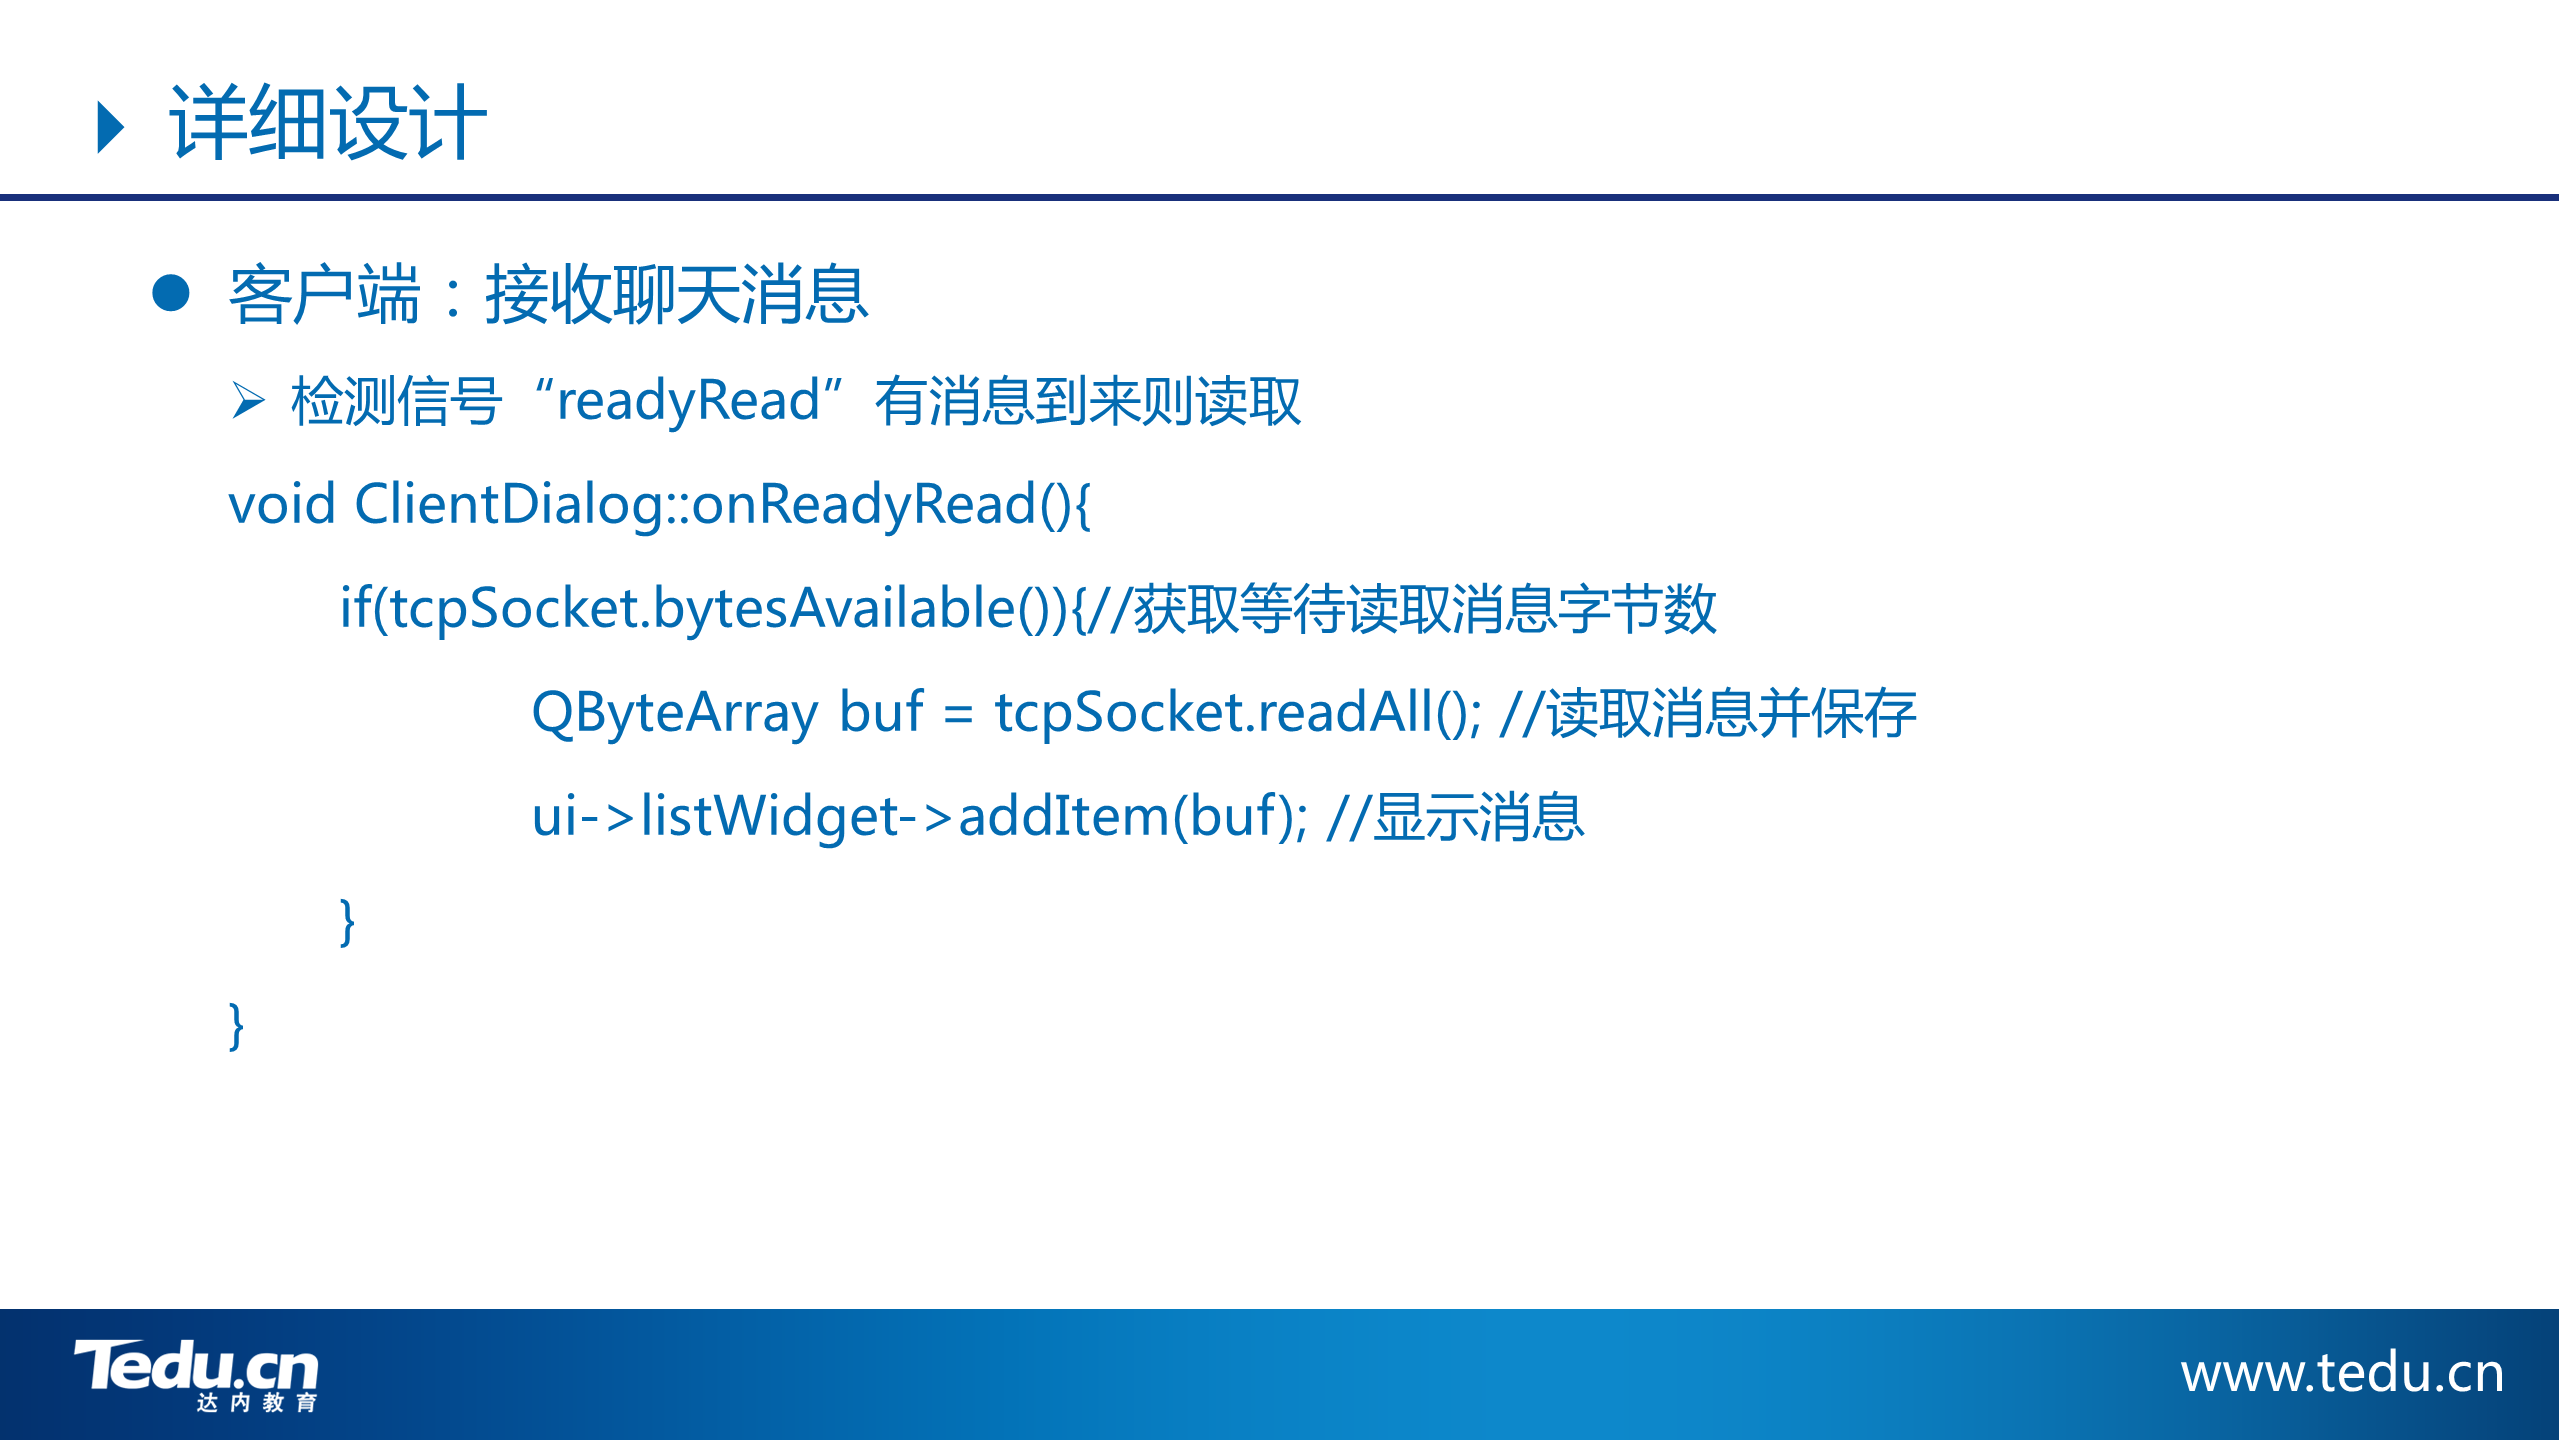 详细设计
客户端：接收聊天消息
检测信号“readyRead”有消息到来则读取
void ClientDialog::onReadyRead(){
if(tcpSocket.bytesAvailable()){//获取等待读取消息字节数
QByteArray buf = tcpSocket.readAll(); //读取消息并保存
ui->listWidget->addItem(buf); //显示消息
}
}
Tedu.cn
达内教育
www.tedu.cn